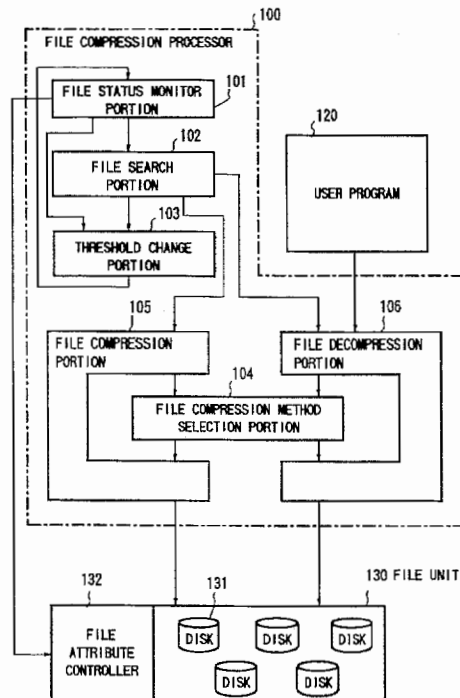 100
FILE COMPRESSION PROCESSOR
FILE STATUS MONITOR
PORTION
101
102
FILE SEARCH
PORTION
103
THRESHOLD CHANGE
PORTION
120
USER PROGRAM
105
FILE COMPRESSION
PORTION
106
FILE DECOMPRESSION
PORTION
104
FILE COMPRESSION METHOD
SELECTION PORTION
132
FILE
ATTRIBUTE
CONTROLLER
131
130 FILE UNIT
DISK
DISK
DISK
DISK
DISK